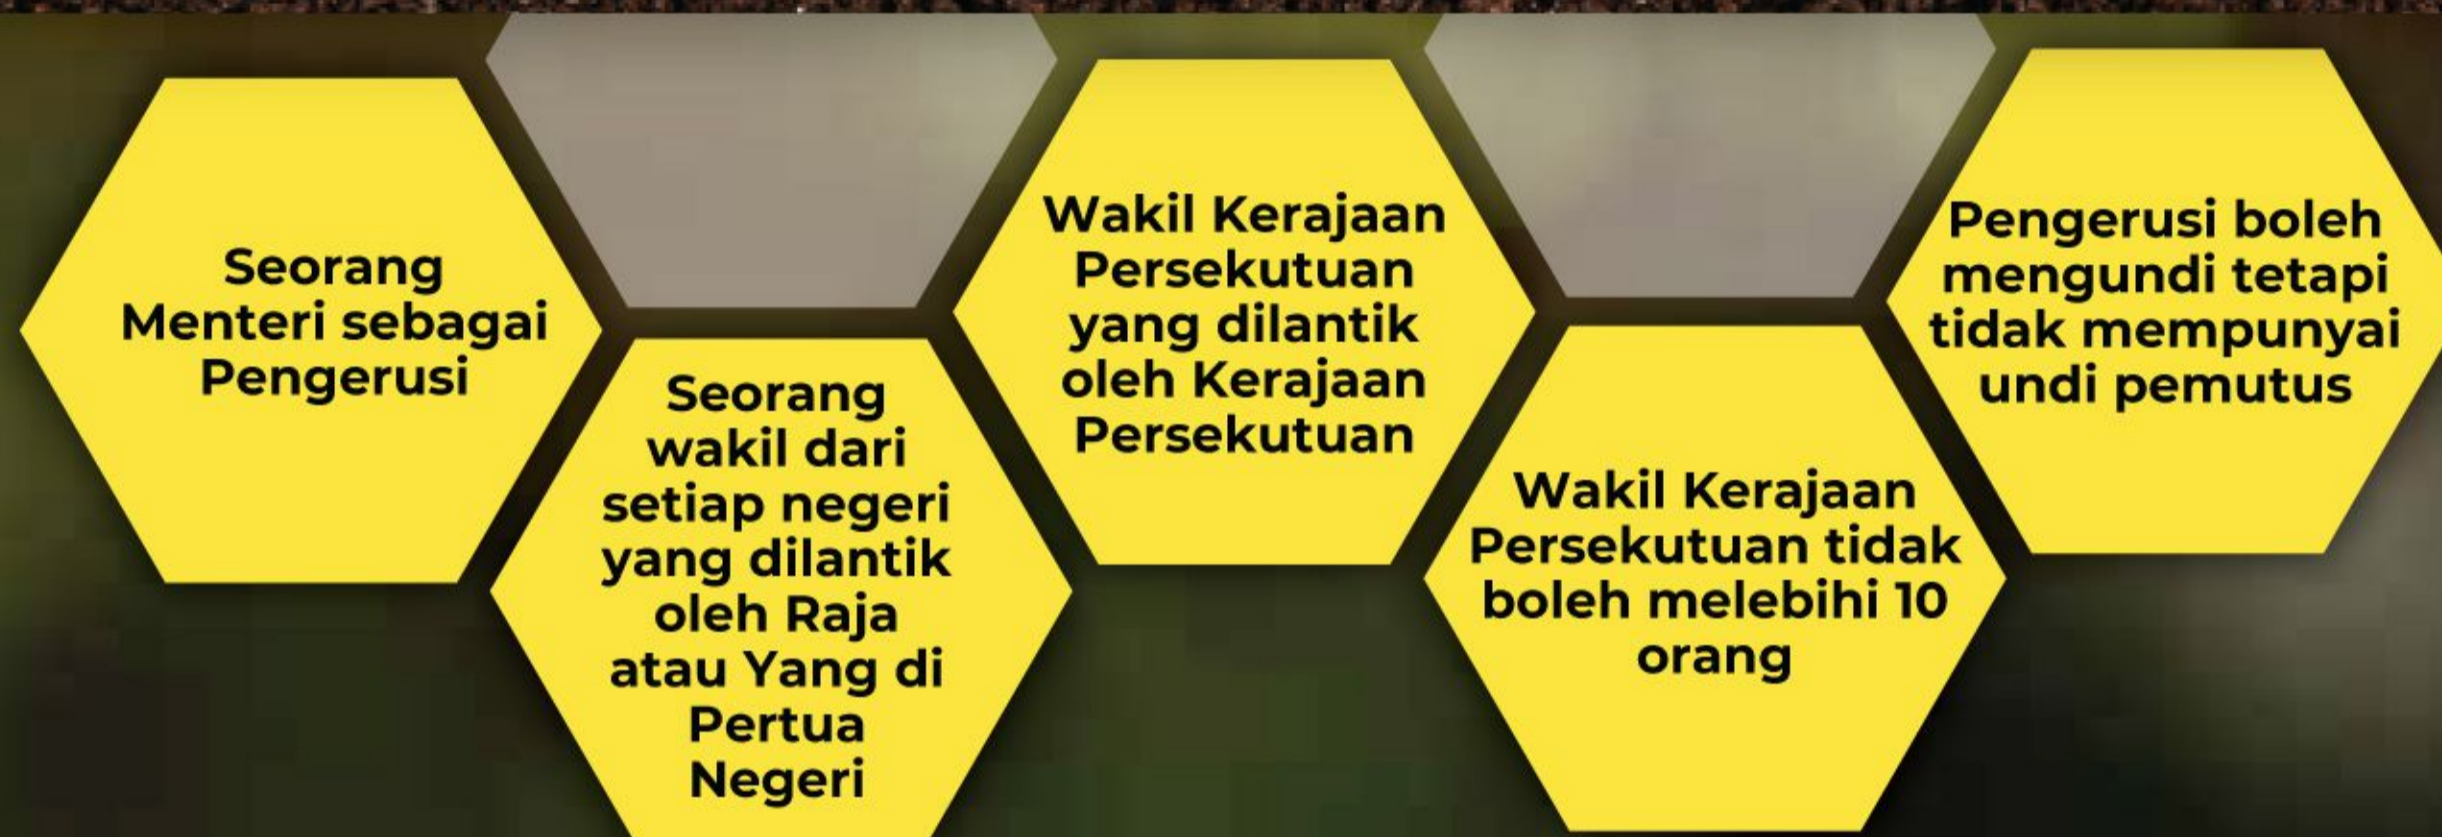 Seorang
Menteri sebagai
Pengerusi
Seorang
wakil dari
setiap negeri
yang dilantik
oleh Raja
atau Yang di
Pertua
Negeri
Wakil Kerajaan
Persekutuan
yang dilantik
oleh Kerajaan
Persekutuan
Wakil Kerajaan
Persekutuan tidak
boleh melebihi 10
orang
Pengerusi boleh
mengundi tetapi
tidak mempunyai
undi pemutus